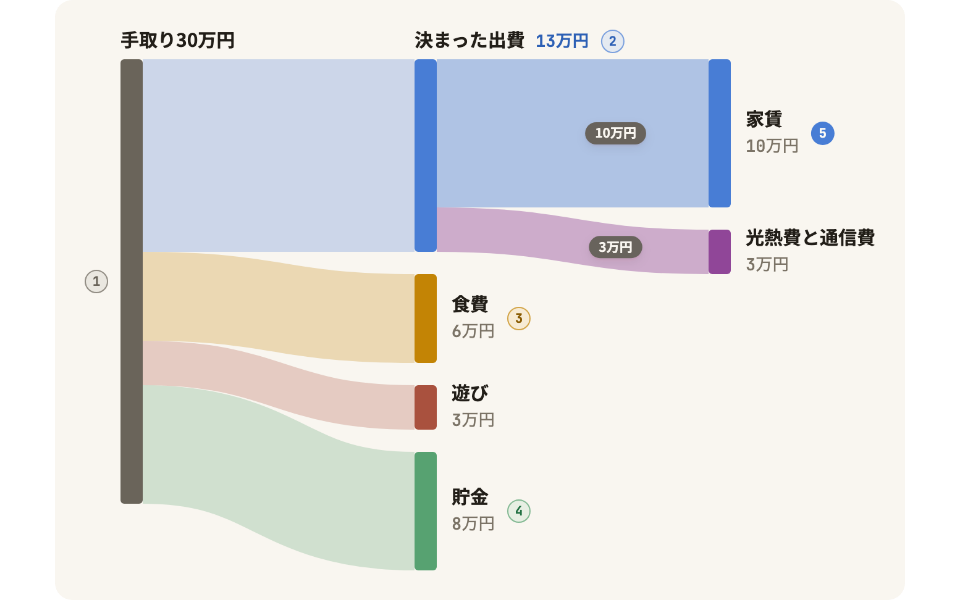 手取り30万円
決まった出費 13万円 2
10万円
家賃
10万円 5
3万円
光熱費と通信費
3万円
1
食費
6万円 3
遊び
3万円
貯金
8万円 4